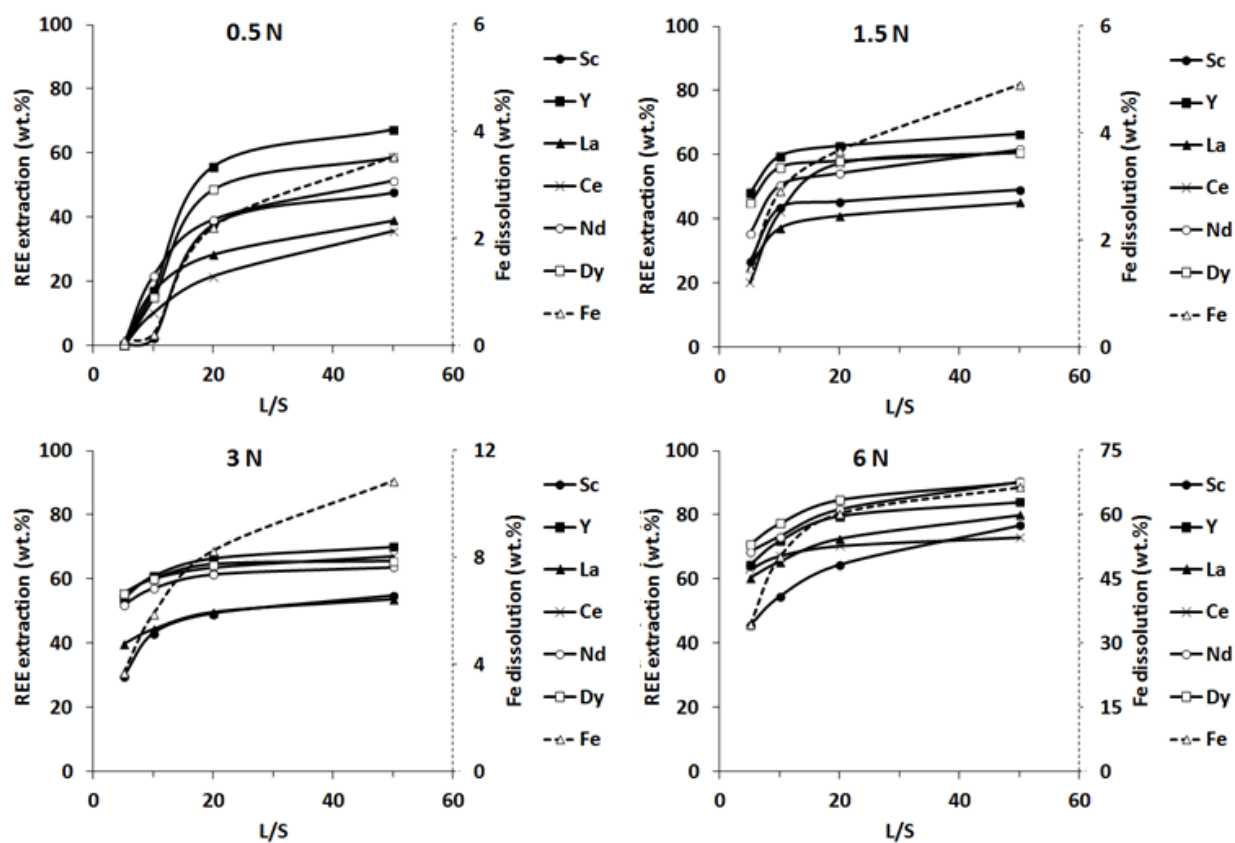 0.5 N
REE extraction (wt.%)
100
80
60
40
20
0
0 20 40 60
L/S
6
4
2
0
Fe dissolution (wt.%)
Sc
Y
La
Ce
Nd
Dy
Fe
1.5 N
REE extraction (wt.%)
100
80
60
40
20
0
0 20 40 60
L/S
6
4
2
0
Fe dissolution (wt.%)
Sc
Y
La
Ce
Nd
Dy
Fe
3 N
REE extraction (wt.%)
100
80
60
40
20
0
0 20 40 60
L/S
12
8
4
0
Fe dissolution (wt.%)
Sc
Y
La
Ce
Nd
Dy
Fe
6 N
REE extraction (wt.%)
100
80
60
40
20
0
0 20 40 60
L/S
75
60
45
30
15
0
Fe dissolution (wt.%)
Sc
Y
La
Ce
Nd
Dy
Fe